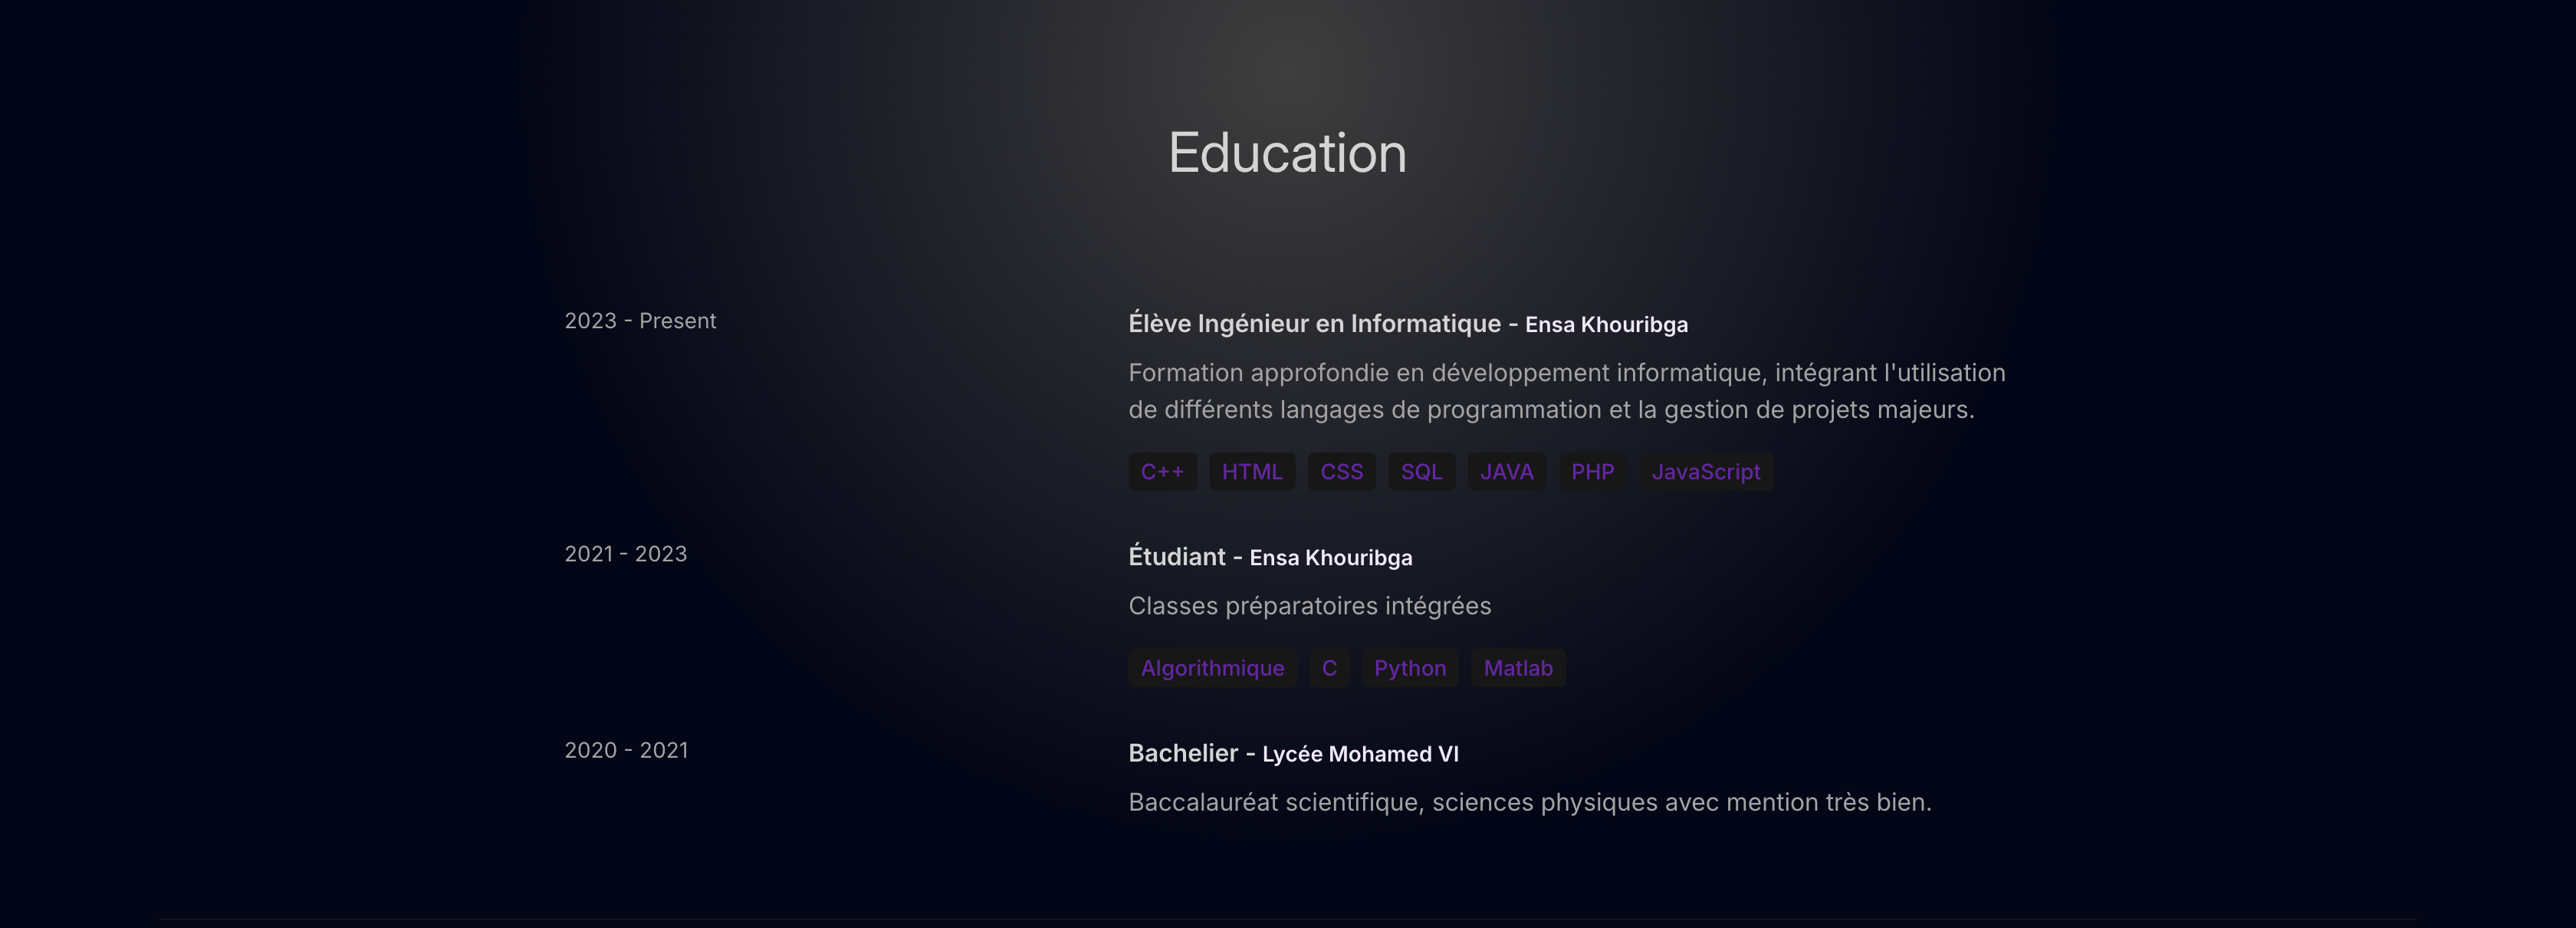 Education
2023 - Present
Élève Ingénieur en Informatique - Ensa Khouribga
Formation approfondie en développement informatique, intégrant l'utilisation
de différents langages de programmation et la gestion de projets majeurs.
C++ HTML CSS SQL JAVA PHP JavaScript
2021 - 2023
Étudiant - Ensa Khouribga
Classes préparatoires intégrées
Algorithmique C Python Matlab
2020 - 2021
Bachelier - Lycée Mohamed VI
Baccalauréat scientifique, sciences physiques avec mention très bien.